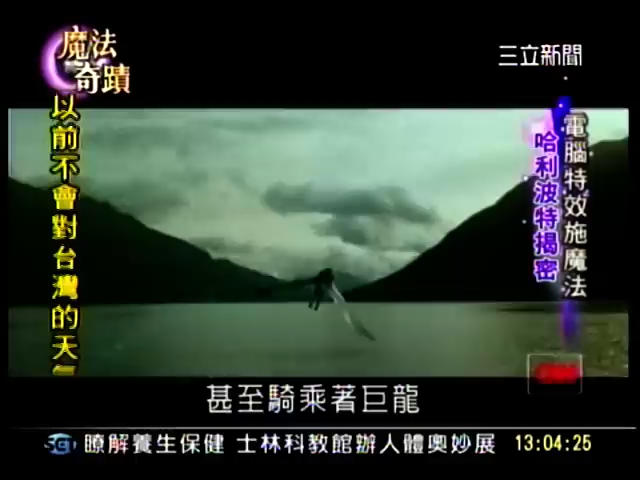 魔法
奇蹟
三立新聞
以前不會對台灣的天
電腦特效施魔法
哈利波特揭密
甚至騎乘著巨龍
瞭解養生保健 士林科教館辦人體奧妙展
13:04:25